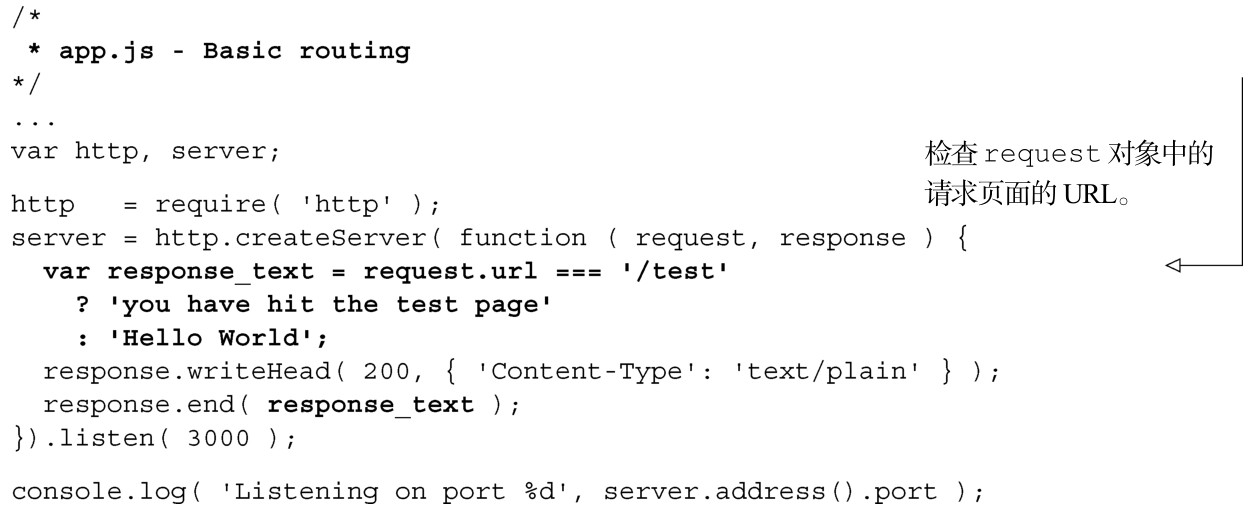 /*
 * app.js - Basic routing
*/
...
var http, server;
检查 request 对象中的
请求页面的 URL。
http   = require( 'http' );
server = http.createServer( function ( request, response ) {
  var response_text = request.url === '/test'
    ? 'you have hit the test page'
    : 'Hello World';
  response.writeHead( 200, { 'Content-Type': 'text/plain' } );
  response.end( response_text );
}).listen( 3000 );
console.log( 'Listening on port %d', server.address().port );